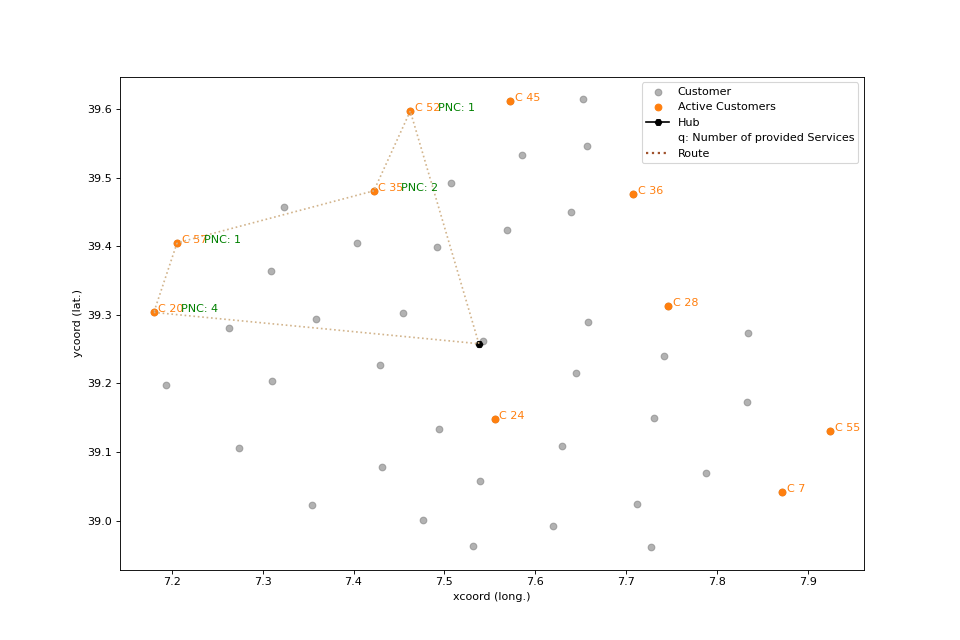 C 45
C 52 PNC: 1
C 36
C 35 PNC: 2
C 57 PNC: 1
C 28
C 20 PNC: 4
C 24
C 55
C 7
Customer
Active Customers
Hub
q: Number of provided Services
Route
39.6
39.5
39.4
39.3
39.2
39.1
39.0
ycoord (lat.)
7.2 7.3 7.4 7.5 7.6 7.7 7.8 7.9
xcoord (long.)